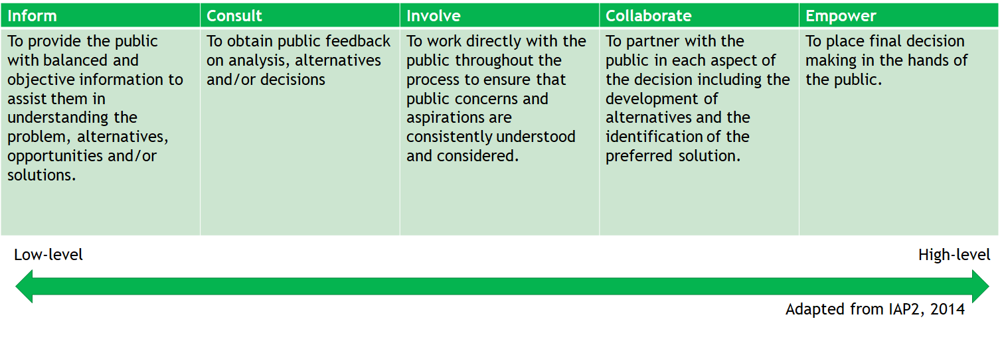 Inform
To provide the public
with balanced and
objective information to
assist them in
understanding the
problem, alternatives,
opportunities and/or
solutions.
Consult
To obtain public feedback
on analysis, alternatives
and/or decisions
Involve
To work directly with the
public throughout the
process to ensure that
public concerns and
aspirations are
consistently understood
and considered.
Collaborate
To partner with the
public in each aspect of
the decision including the
development of
alternatives and the
identification of the
preferred solution.
Empower
To place final decision
making in the hands of
the public.
Low-level
High-level
Adapted from IAP2, 2014